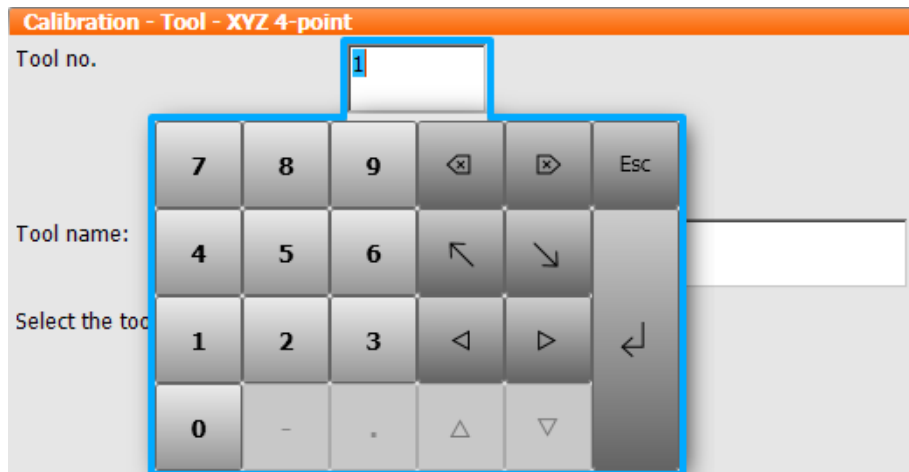 Calibration - Tool - XYZ 4-point
Tool no.
1
7 8 9 Esc
Tool name:
4 5 6
Select the too
1 2 3
0 - .